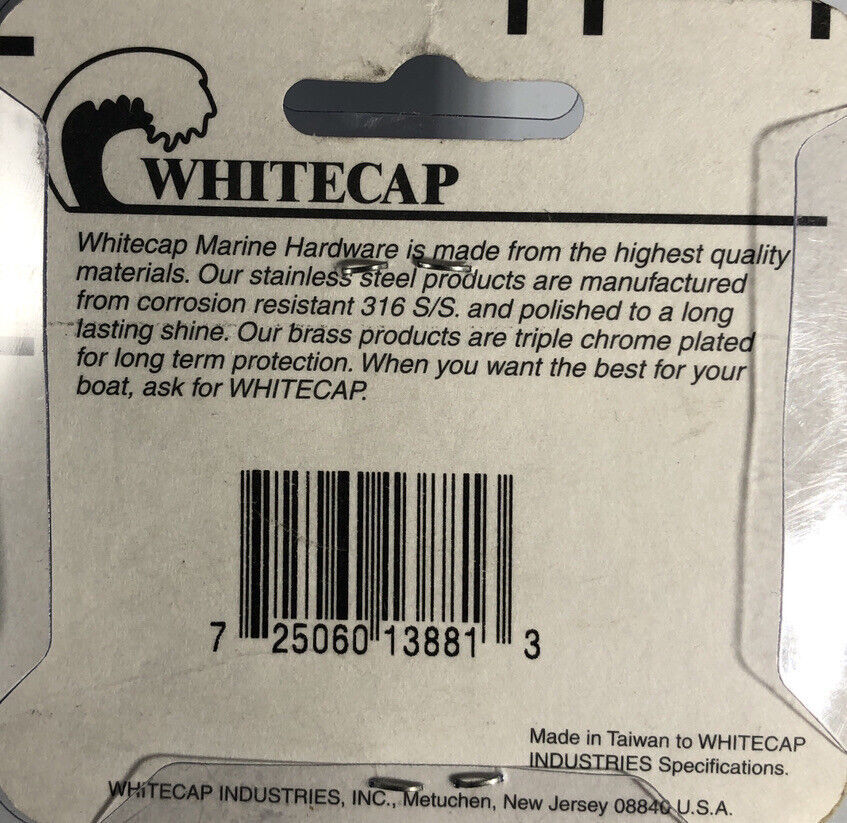 WHITECAP
Whitecap Marine Hardware is made from the highest quality
materials. Our stainless steel products are manufactured
from corrosion resistant 316 S/S. and polished to a long
lasting shine. Our brass products are triple chrome plated
for long term protection. When you want the best for your
boat, ask for WHITECAP.
7 25060 13881 3
Made in Taiwan to WHITECAP
INDUSTRIES Specifications.
WHITECAP INDUSTRIES, INC., Metuchen, New Jersey 08840 U.S.A.